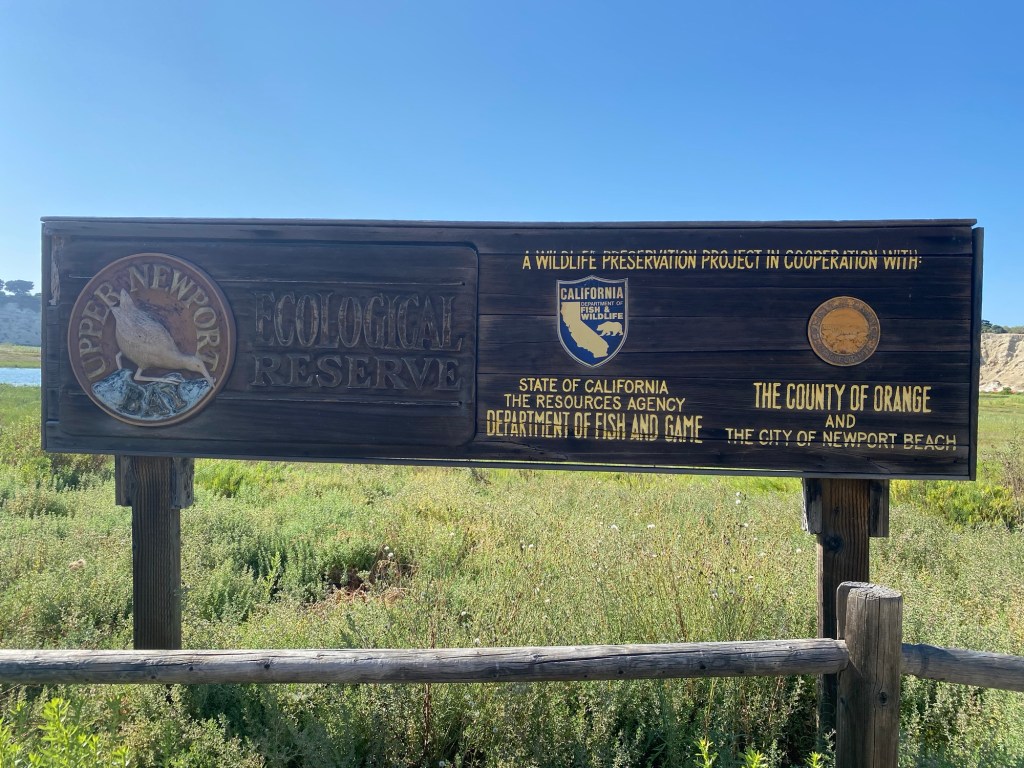 UPPER NEWPORT
BAY
ECOLOGICAL
RESERVE
A WILDLIFE PRESERVATION PROJECT IN COOPERATION WITH:
CALIFORNIA
DEPARTMENT OF
FISH &
WILDLIFE
STATE OF CALIFORNIA
THE RESOURCES AGENCY
DEPARTMENT OF FISH AND GAME
THE COUNTY OF ORANGE
AND
THE CITY OF NEWPORT BEACH